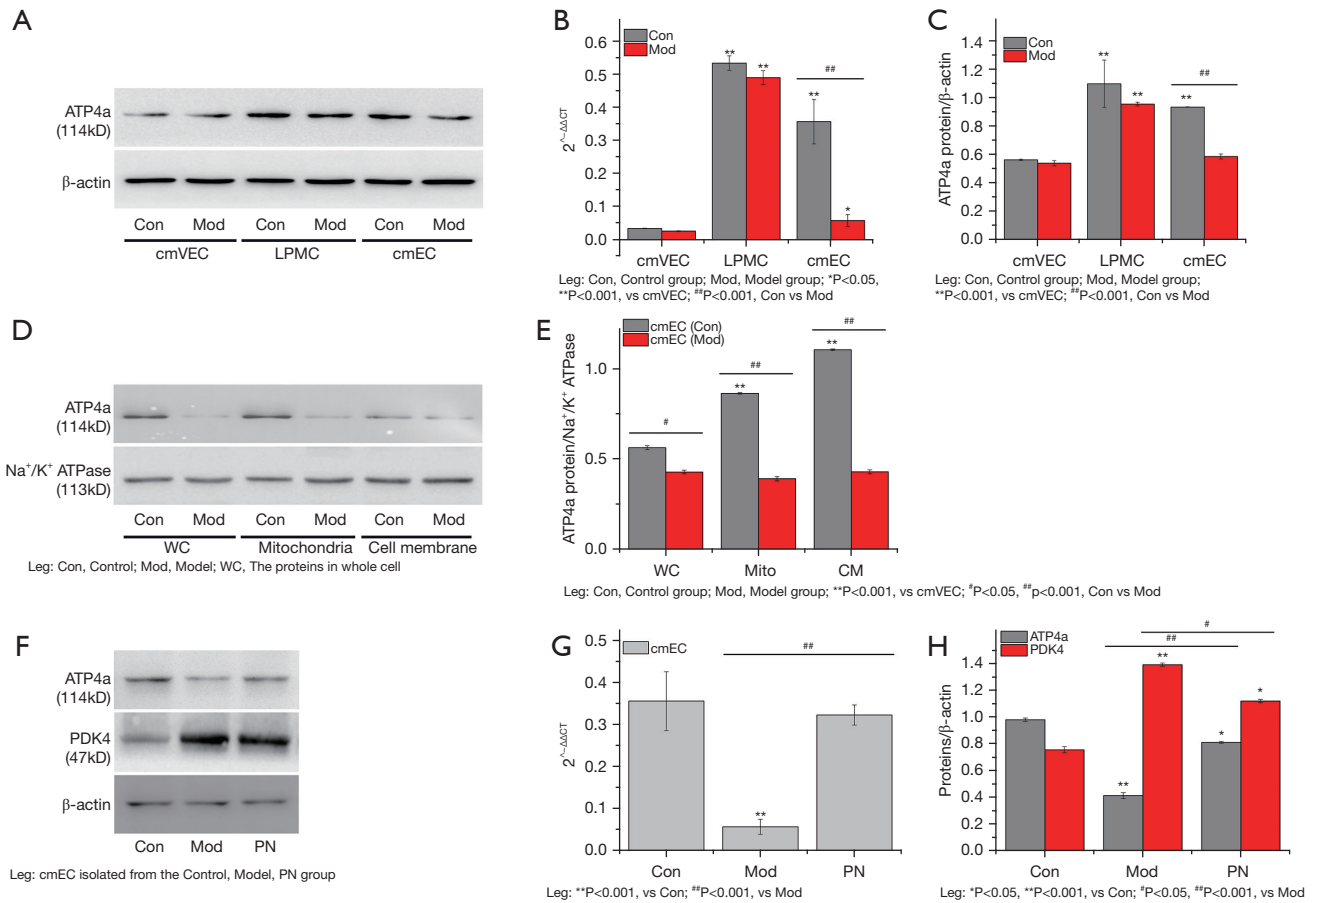 A
ATP4a
(114kD)
β-actin
Con Mod Con Mod Con Mod
cmVEC LPMC cmEC
B
Con
Mod
2^-ΔΔCT
0.6
0.5
0.4
0.3
0.2
0.1
0.0
** ** ** * ##
cmVEC LPMC cmEC
Leg: Con, Control group; Mod, Model group; *P<0.05,
**P<0.001, vs cmVEC; ##P<0.001, Con vs Mod
C
Con
Mod
ATP4a protein/β-actin
1.4
1.2
1.0
0.8
0.6
0.4
0.2
0.0
** ** ** ##
cmVEC LPMC cmEC
Leg: Con, Control group; Mod, Model group;
**P<0.001, vs cmVEC; ##P<0.001, Con vs Mod
D
ATP4a
(114kD)
Na+/K+ ATPase
(113kD)
Con Mod Con Mod Con Mod
WC Mitochondria Cell membrane
Leg: Con, Control; Mod, Model; WC, The proteins in whole cell
E
cmEC (Con)
cmEC (Mod)
ATP4a protein/Na+/K+ ATPase
1.0
0.5
0.0
# ** ## ** ##
WC Mito CM
Leg: Con, Control group; Mod, Model group; **P<0.001, vs cmVEC; #P<0.05, ##p<0.001, Con vs Mod
F
ATP4a
(114kD)
PDK4
(47kD)
β-actin
Con Mod PN
Leg: cmEC isolated from the Control, Model, PN group
G
cmEC
2^-ΔΔCT
0.5
0.4
0.3
0.2
0.1
0.0
** ##
Con Mod PN
Leg: **P<0.001, vs Con; ##P<0.001, vs Mod
H
ATP4a
PDK4
Proteins/β-actin
1.4
1.2
1.0
0.8
0.6
0.4
0.2
0.0
** ** * * # ##
Con Mod PN
Leg: *P<0.05, **P<0.001, vs Con; #P<0.05, ##P<0.001, vs Mod